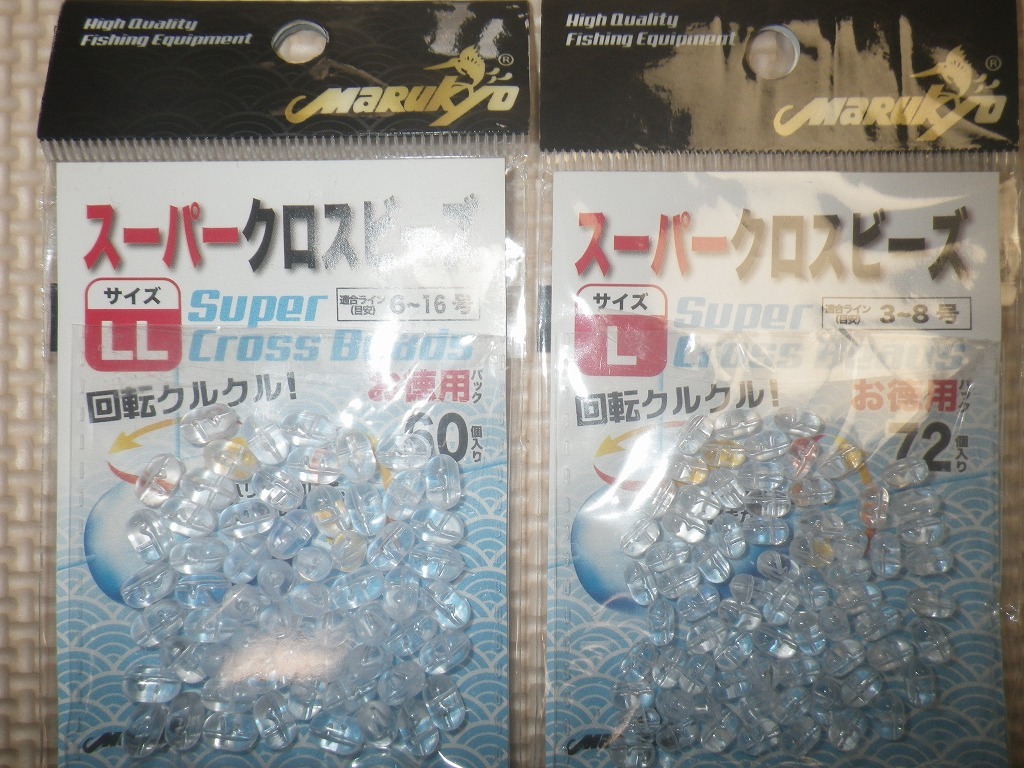 High Quality
Fishing Equipment
MARUKYO®
スーパークロスビーズ
サイズ
LL
Super
Cross Beads
適合ライン
(目安)
6~16号
回転クルクル!
お徳用パック
60個入り
High Quality
Fishing Equipment
MARUKYO®
スーパークロスビーズ
サイズ
L
Super
Cross Beads
適合ライン
(目安)
3~8号
回転クルクル!
お徳用パック
72個入り